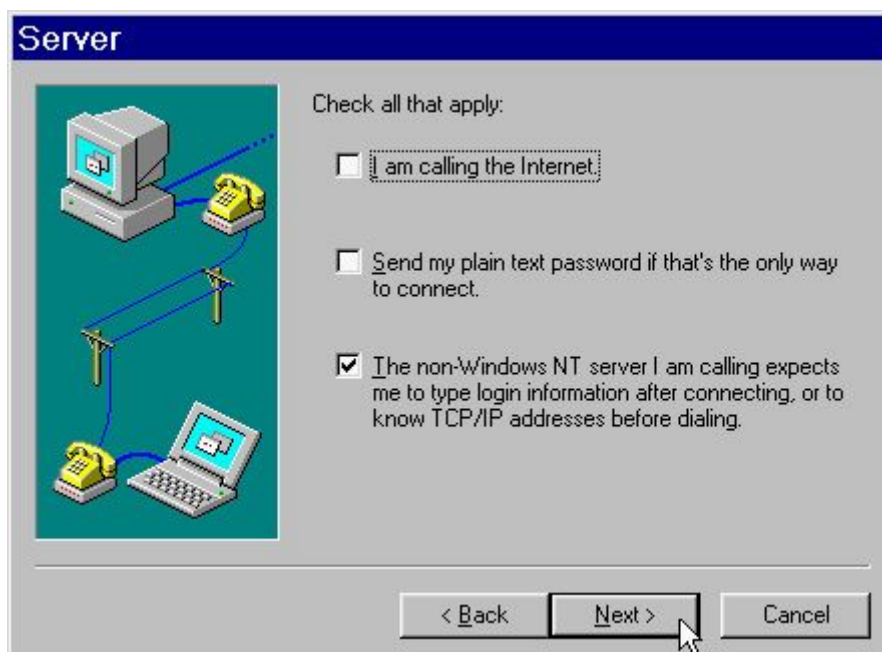 Server
Check all that apply:
I am calling the Internet.
Send my plain text password if that's the only way
to connect.
The non-Windows NT server I am calling expects
me to type login information after connecting, or to
know TCP/IP addresses before dialing.
< Back
Next >
Cancel